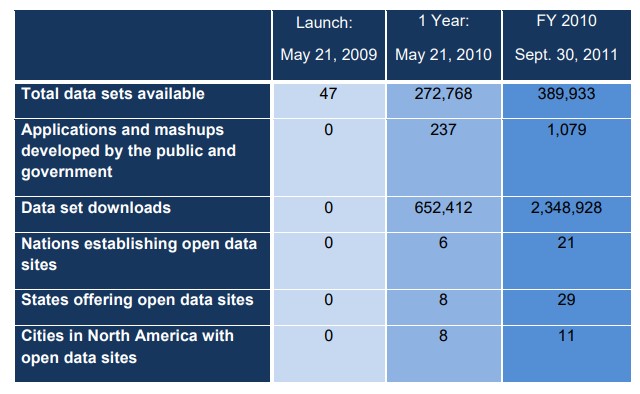 Launch: 1 Year: FY 2010
May 21, 2009 May 21, 2010 Sept. 30, 2011
Total data sets available 47 272,768 389,933
Applications and mashups 0 237 1,079
developed by the public and
government
Data set downloads 0 652,412 2,348,928
Nations establishing open data 0 6 21
sites
States offering open data sites 0 8 29
Cities in North America with 0 8 11
open data sites